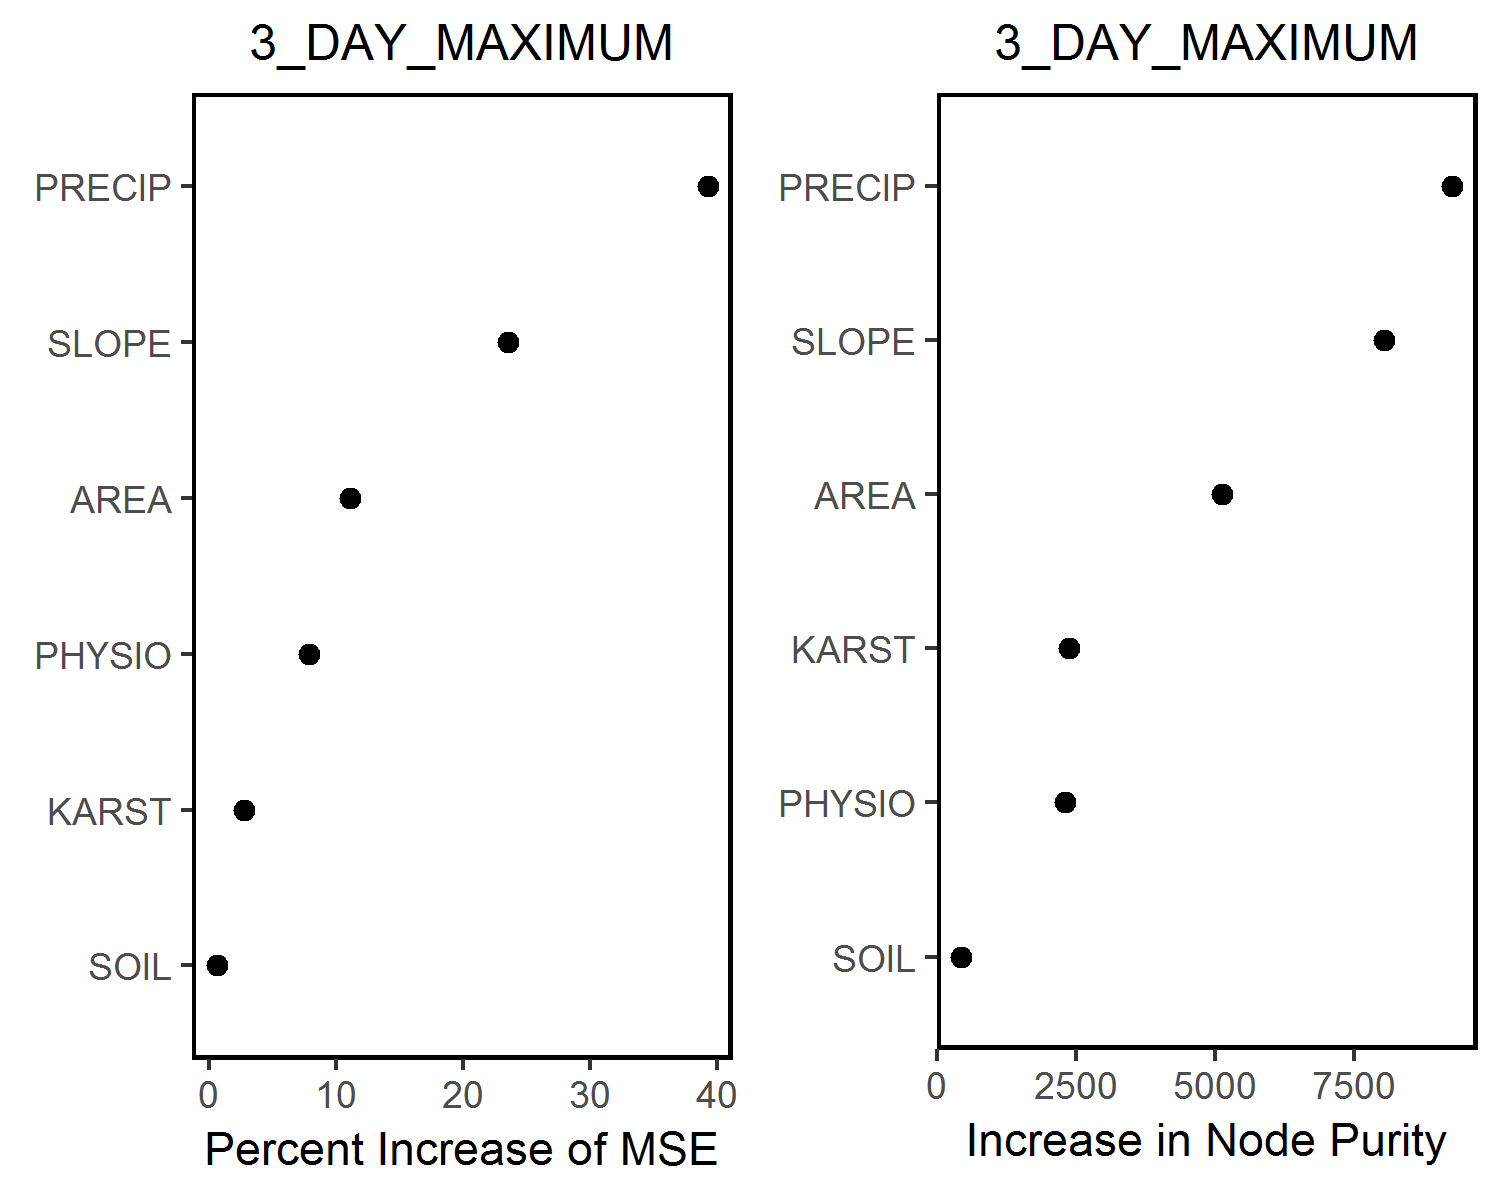 3_DAY_MAXIMUM
PRECIP
SLOPE
AREA
PHYSIO
KARST
SOIL
0 10 20 30 40
Percent Increase of MSE
3_DAY_MAXIMUM
PRECIP
SLOPE
AREA
KARST
PHYSIO
SOIL
0 2500 5000 7500
Increase in Node Purity